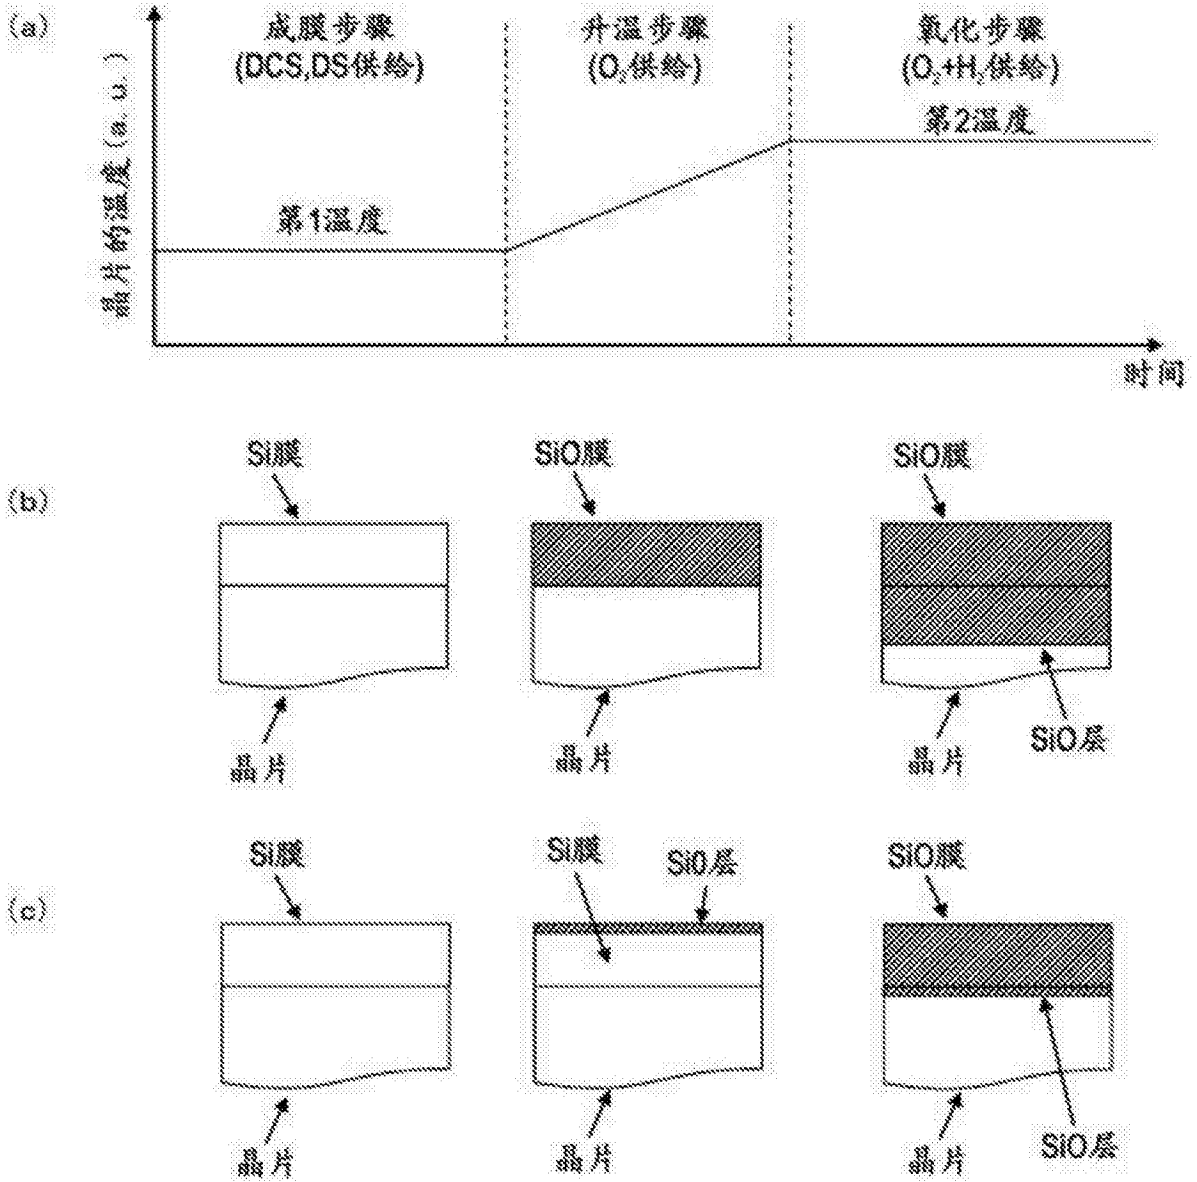 (a)
成膜步骤
(DCS,DS供给)
升温步骤
(O₂供给)
氧化步骤
(O₂+H₂供给)
第2温度
第1温度
晶片的温度(a.u.)
时间
(b)
Si膜
SiO膜
SiO膜
晶片
晶片
晶片
SiO层
(c)
Si膜
Si膜
SiO层
SiO膜
晶片
晶片
晶片
SiO层